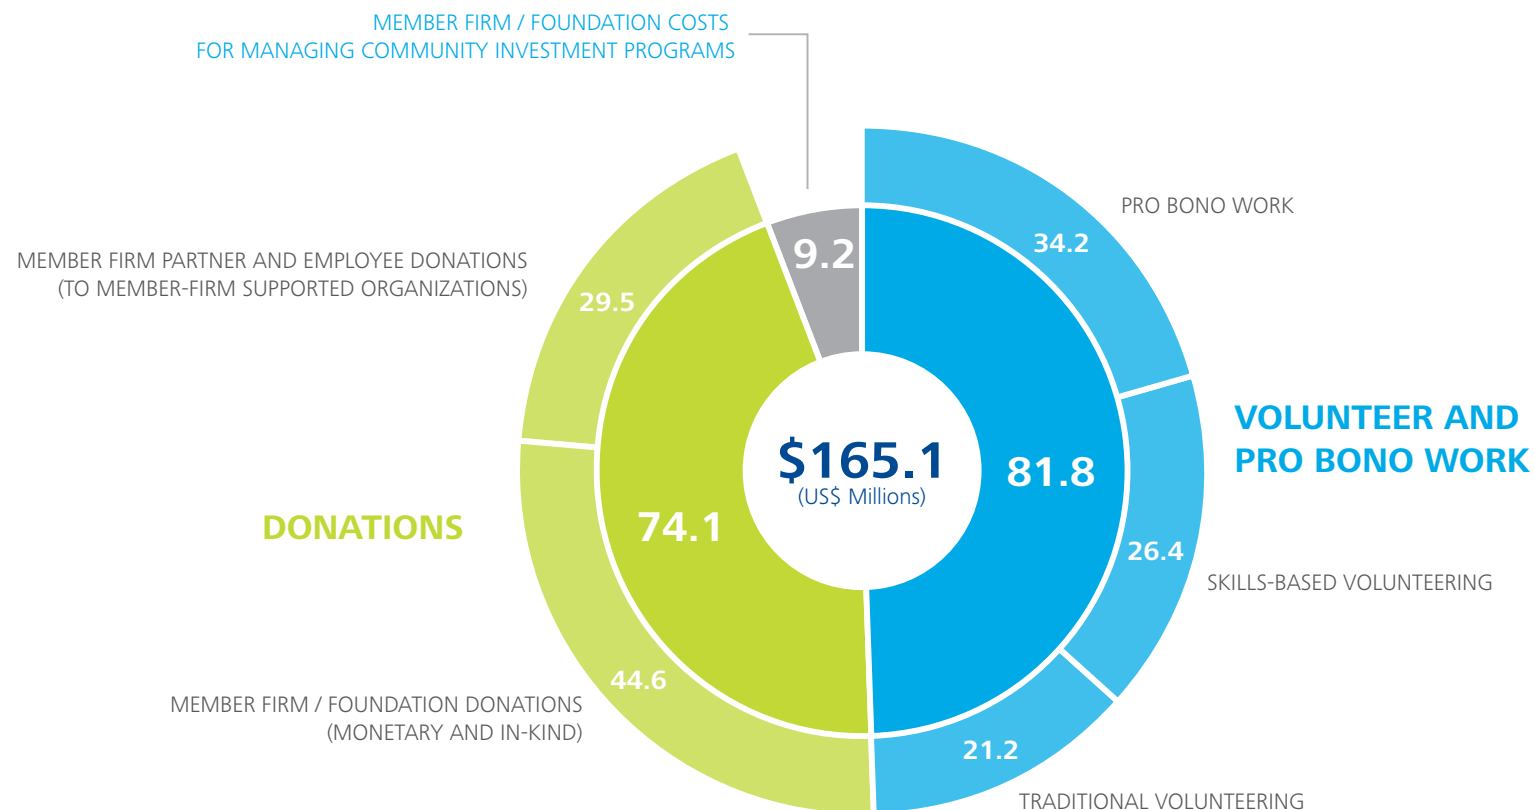 MEMBER FIRM / FOUNDATION COSTS
FOR MANAGING COMMUNITY INVESTMENT PROGRAMS
PRO BONO WORK
34.2
9.2
MEMBER FIRM PARTNER AND EMPLOYEE DONATIONS
(TO MEMBER-FIRM SUPPORTED ORGANIZATIONS)
29.5
VOLUNTEER AND
PRO BONO WORK
$165.1
(US$ Millions)
81.8
DONATIONS
74.1
26.4
SKILLS-BASED VOLUNTEERING
44.6
MEMBER FIRM / FOUNDATION DONATIONS
(MONETARY AND IN-KIND)
21.2
TRADITIONAL VOLUNTEERING